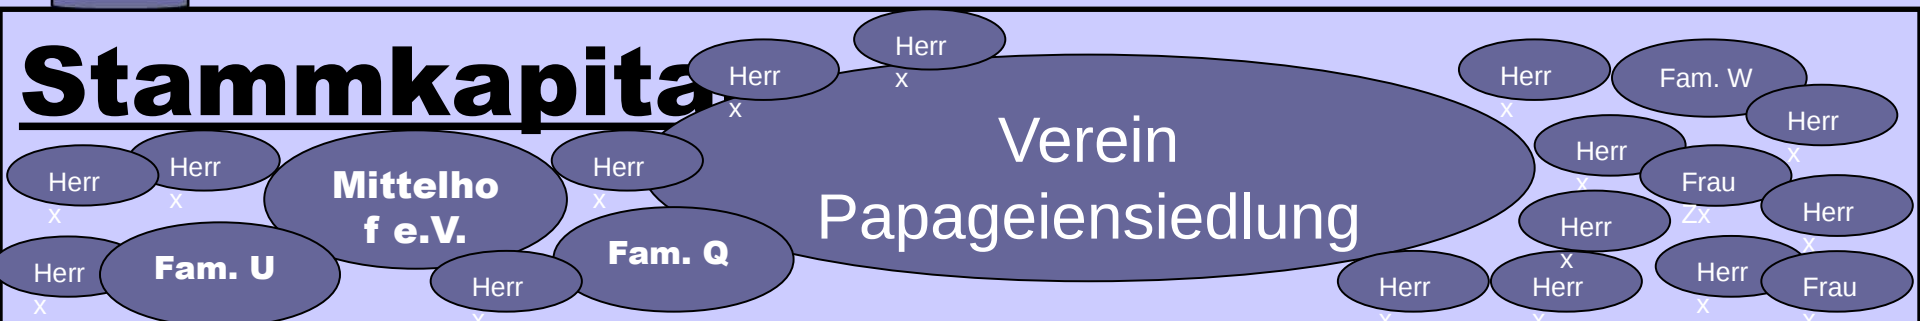 Stammkapita
Herr
x
Herr
x
Herr
x
Herr
x
Mittelho
f e.V.
Herr
x
Herr
x
Fam. U
Herr
x
Fam. Q
Verein
Papageiensiedlung
Herr
x
Fam. W
Herr
x
Herr
x
Frau
Zx
Herr
x
Herr
x
Herr
x
Herr
x
Herr
x
Frau
x